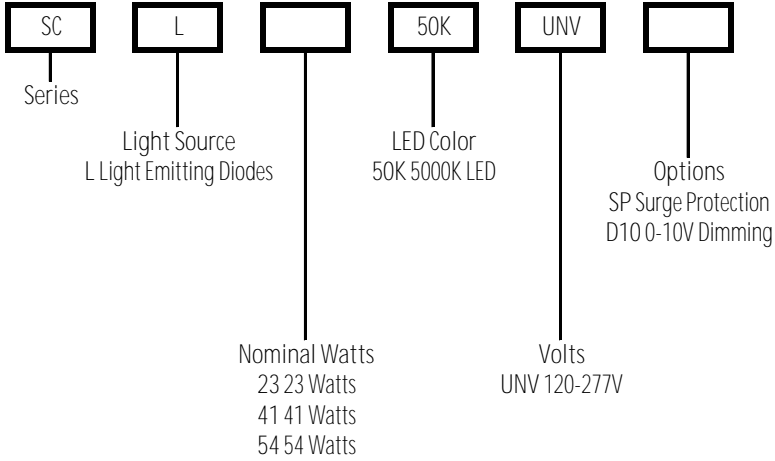 SC L 50K UNV
Series
Light Source
L Light Emitting Diodes
LED Color
50K 5000K LED
Options
SP Surge Protection
D10 0-10V Dimming
Nominal Watts
23 23 Watts
41 41 Watts
54 54 Watts
Volts
UNV 120-277V